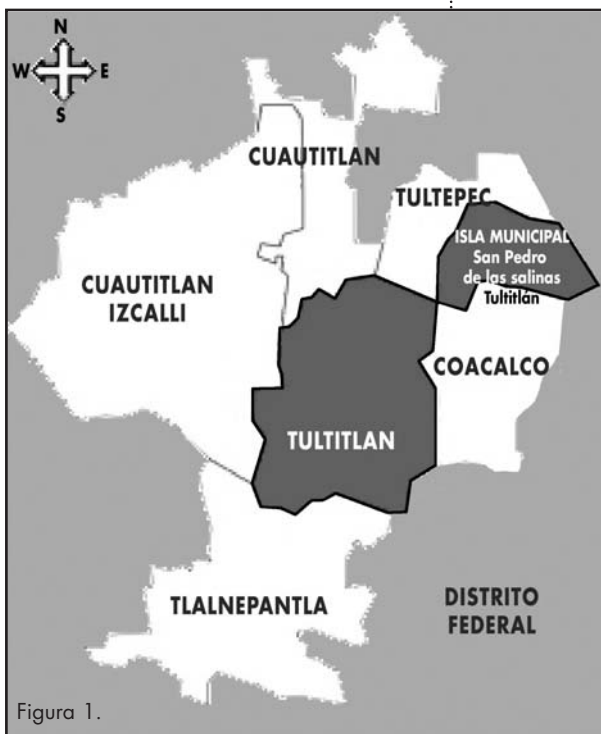 N
W E
S
CUAUTITLAN
TULTEPEC
ISLA MUNICIPAL
San Pedro
de las salinas
Tultitlán
CUAUTITLAN
IZCALLI
COACALCO
TULTITLAN
TLALNEPANTLA
DISTRITO
FEDERAL
Figura 1.